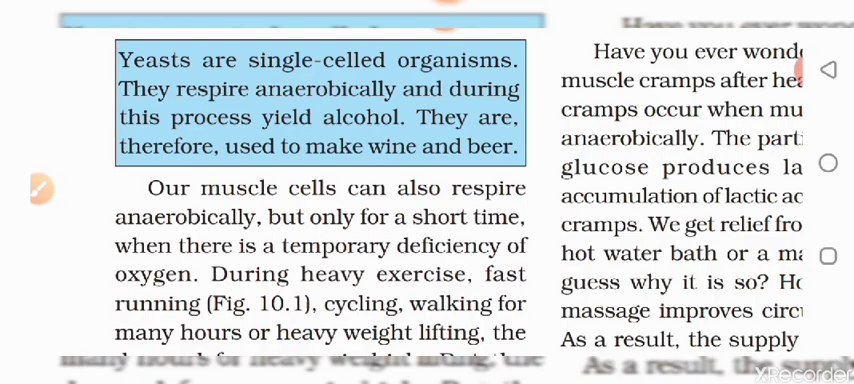 Yeasts are single-celled organisms.
They respire anaerobically and during
this process yield alcohol. They are,
therefore, used to make wine and beer.
Our muscle cells can also respire
anaerobically, but only for a short time,
when there is a temporary deficiency of
oxygen. During heavy exercise, fast
running (Fig. 10.1), cycling, walking for
many hours or heavy weight lifting, the
Have you ever
muscle cramps after
cramps occur when
anaerobically. The
glucose produces
accumulation of lactic
cramps. We get relief
hot water bath or a
guess why it is so?
massage improves
As a result, the supply
XRecorder